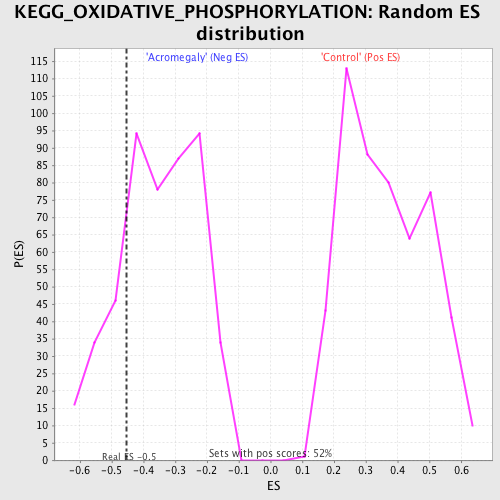 KEGG_OXIDATIVE_PHOSPHORYLATION: Random ES
distribution
'Acromegaly' (Neg ES)
'Control' (Pos ES)
115
110
105
100
95
90
85
80
75
70
65
60
55
50
45
40
35
30
25
20
15
10
5
0
P(ES)
Real ES -0.5
Sets with pos scores: 52%
-0.6 -0.5 -0.4 -0.3 -0.2 -0.1 0.0 0.1 0.2 0.3 0.4 0.5 0.6
ES